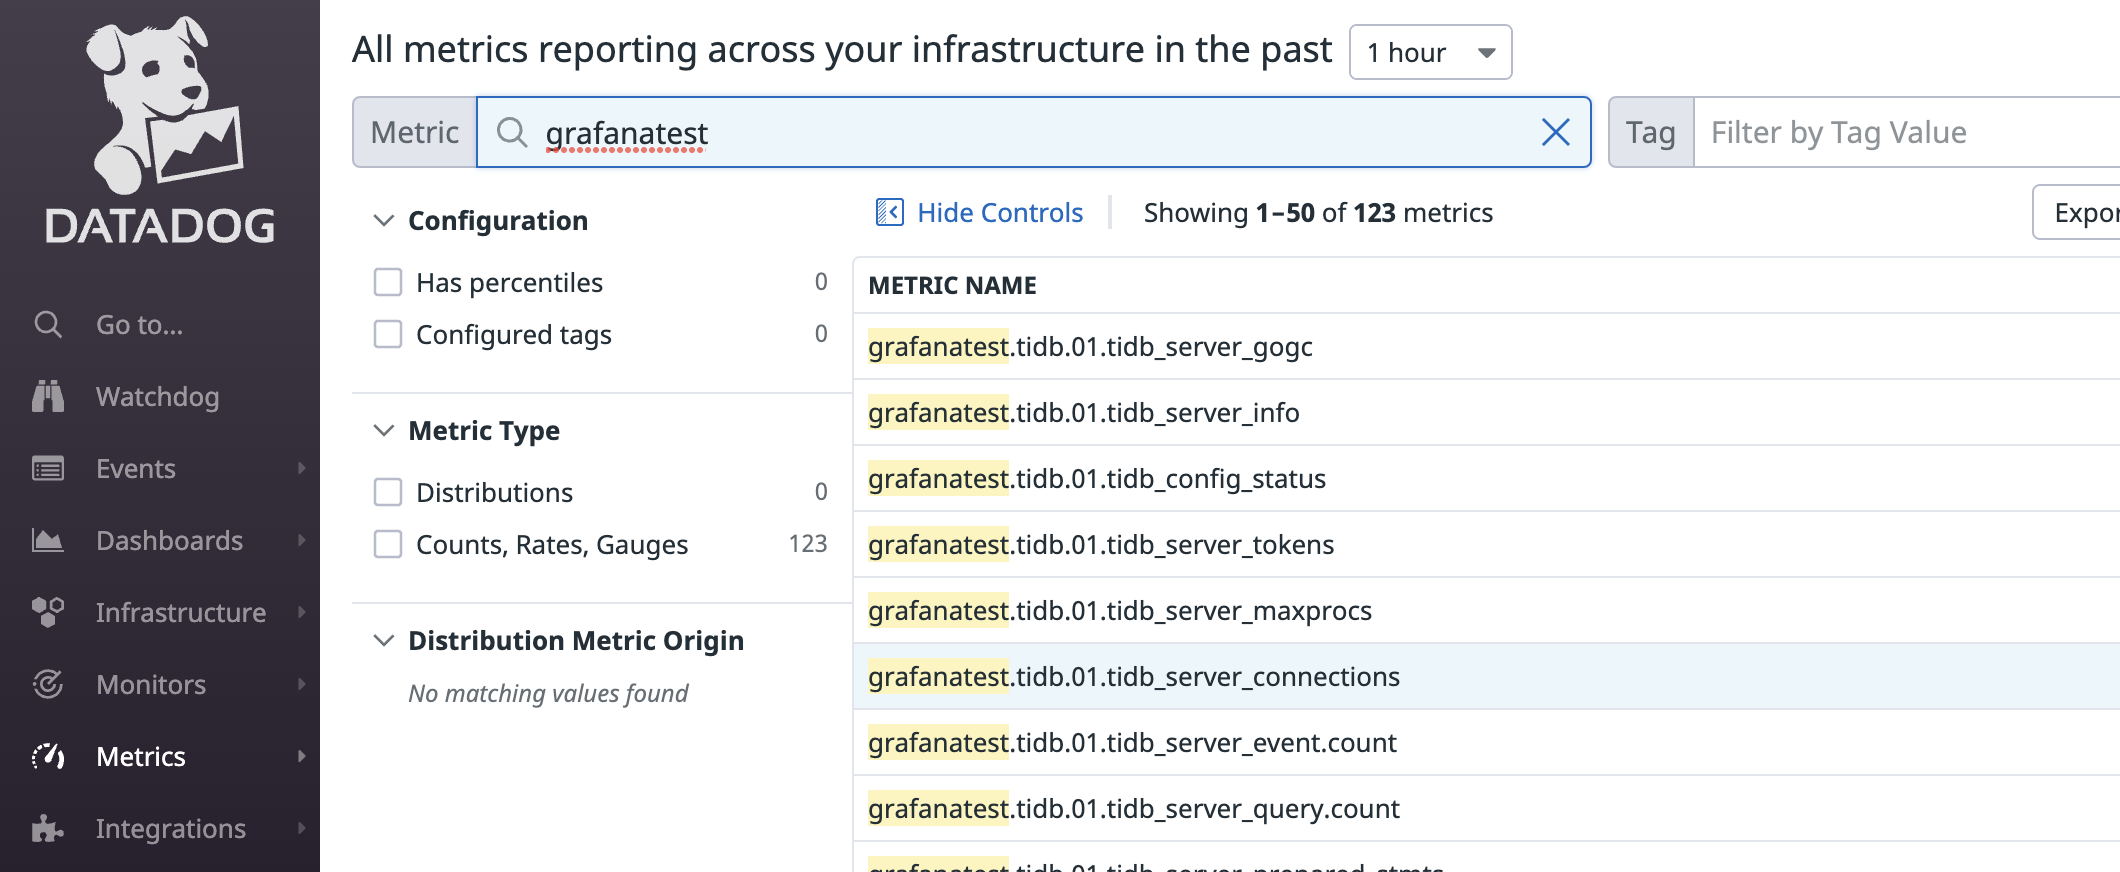 DATADOG
Go to...
Watchdog
Events
Dashboards
Infrastructure
Monitors
Metrics
Integrations
All metrics reporting across your infrastructure in the past 1 hour
Metric grafanatest Tag Filter by Tag Value
Configuration
Has percentiles 0
Configured tags 0
Metric Type
Distributions 0
Counts, Rates, Gauges 123
Distribution Metric Origin
No matching values found
Hide Controls Showing 1–50 of 123 metrics
METRIC NAME
grafanatest.tidb.01.tidb_server_gogc
grafanatest.tidb.01.tidb_server_info
grafanatest.tidb.01.tidb_config_status
grafanatest.tidb.01.tidb_server_tokens
grafanatest.tidb.01.tidb_server_maxprocs
grafanatest.tidb.01.tidb_server_connections
grafanatest.tidb.01.tidb_server_event.count
grafanatest.tidb.01.tidb_server_query.count